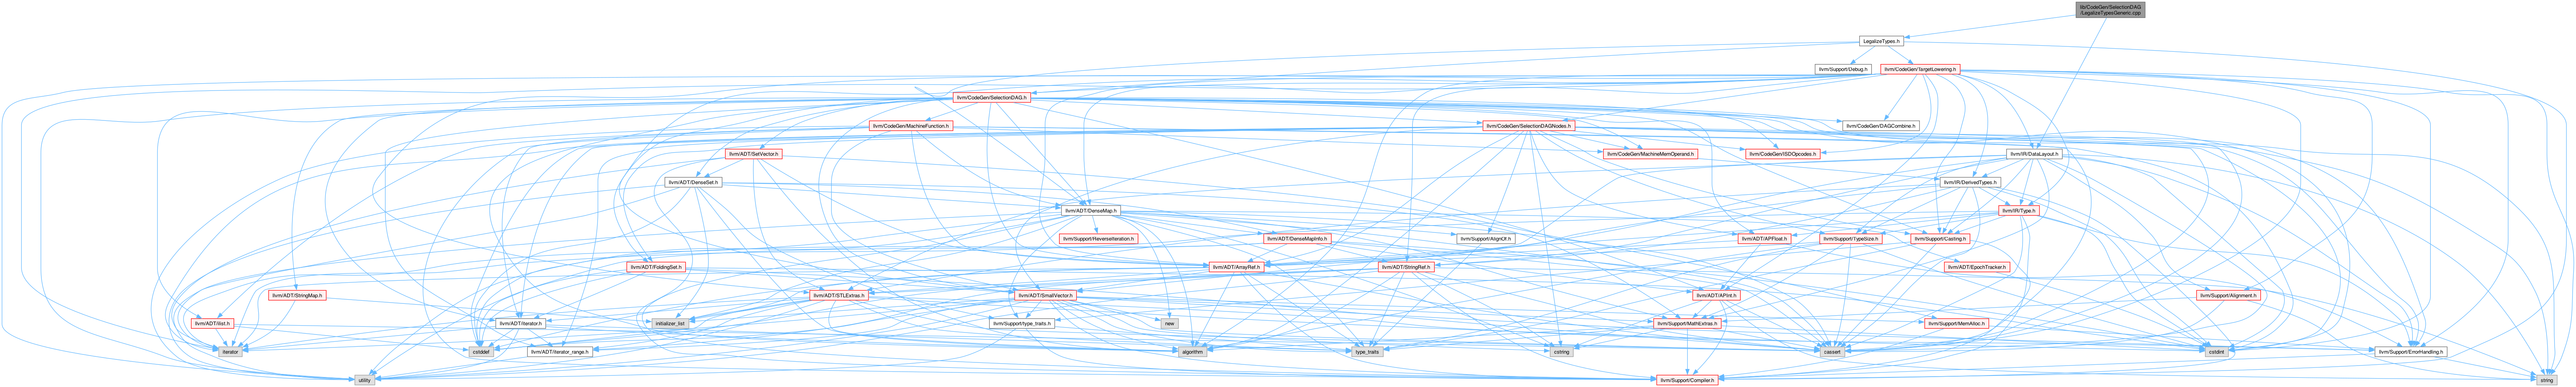 lib/CodeGen/SelectionDAG
/LegalizeTypesGeneric.cpp
LegalizeTypes.h
llvm/Support/Debug.h
llvm/CodeGen/TargetLowering.h
llvm/CodeGen/SelectionDAG.h
llvm/CodeGen/MachineFunction.h
llvm/CodeGen/SelectionDAGNodes.h
llvm/CodeGen/DAGCombine.h
llvm/ADT/SetVector.h
llvm/CodeGen/MachineMemOperand.h
llvm/CodeGen/ISDOpcodes.h
llvm/IR/DataLayout.h
llvm/ADT/DenseSet.h
llvm/IR/DerivedTypes.h
llvm/ADT/DenseMap.h
llvm/IR/Type.h
llvm/Support/ReverseIteration.h
llvm/ADT/DenseMapInfo.h
llvm/Support/AlignOf.h
llvm/ADT/APFloat.h
llvm/Support/TypeSize.h
llvm/Support/Casting.h
llvm/ADT/FoldingSet.h
llvm/ADT/ArrayRef.h
llvm/ADT/StringRef.h
llvm/ADT/EpochTracker.h
llvm/ADT/StringMap.h
llvm/ADT/STLExtras.h
llvm/ADT/SmallVector.h
llvm/ADT/APInt.h
llvm/Support/Alignment.h
llvm/ADT/ilist.h
llvm/ADT/iterator.h
initializer_list
llvm/Support/type_traits.h
new
llvm/Support/MathExtras.h
llvm/Support/MemAlloc.h
iterator
cstddef
llvm/ADT/iterator_range.h
algorithm
type_traits
cstring
cassert
cstdint
llvm/Support/ErrorHandling.h
utility
llvm/Support/Compiler.h
string